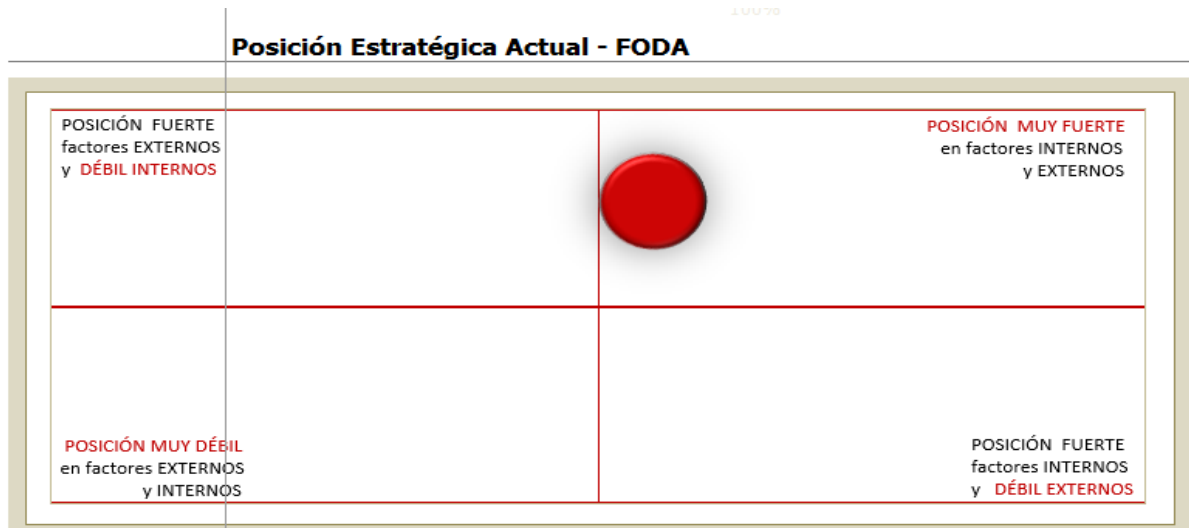 100%
Posición Estratégica Actual - FODA
POSICIÓN FUERTE
factores EXTERNOS
y DÉBIL INTERNOS
POSICIÓN MUY FUERTE
en factores INTERNOS
y EXTERNOS
POSICIÓN MUY DÉBIL
en factores EXTERNOS
y INTERNOS
POSICIÓN FUERTE
factores INTERNOS
y DÉBIL EXTERNOS